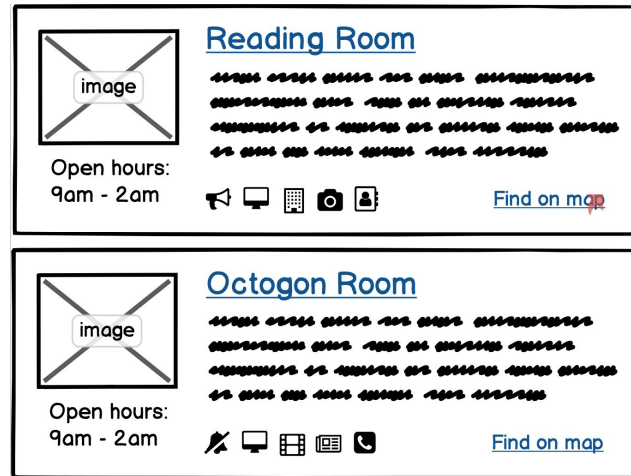 Reading Room
image
Open hours:
9am - 2am
Find on map
Octogon Room
image
Open hours:
9am - 2am
Find on map